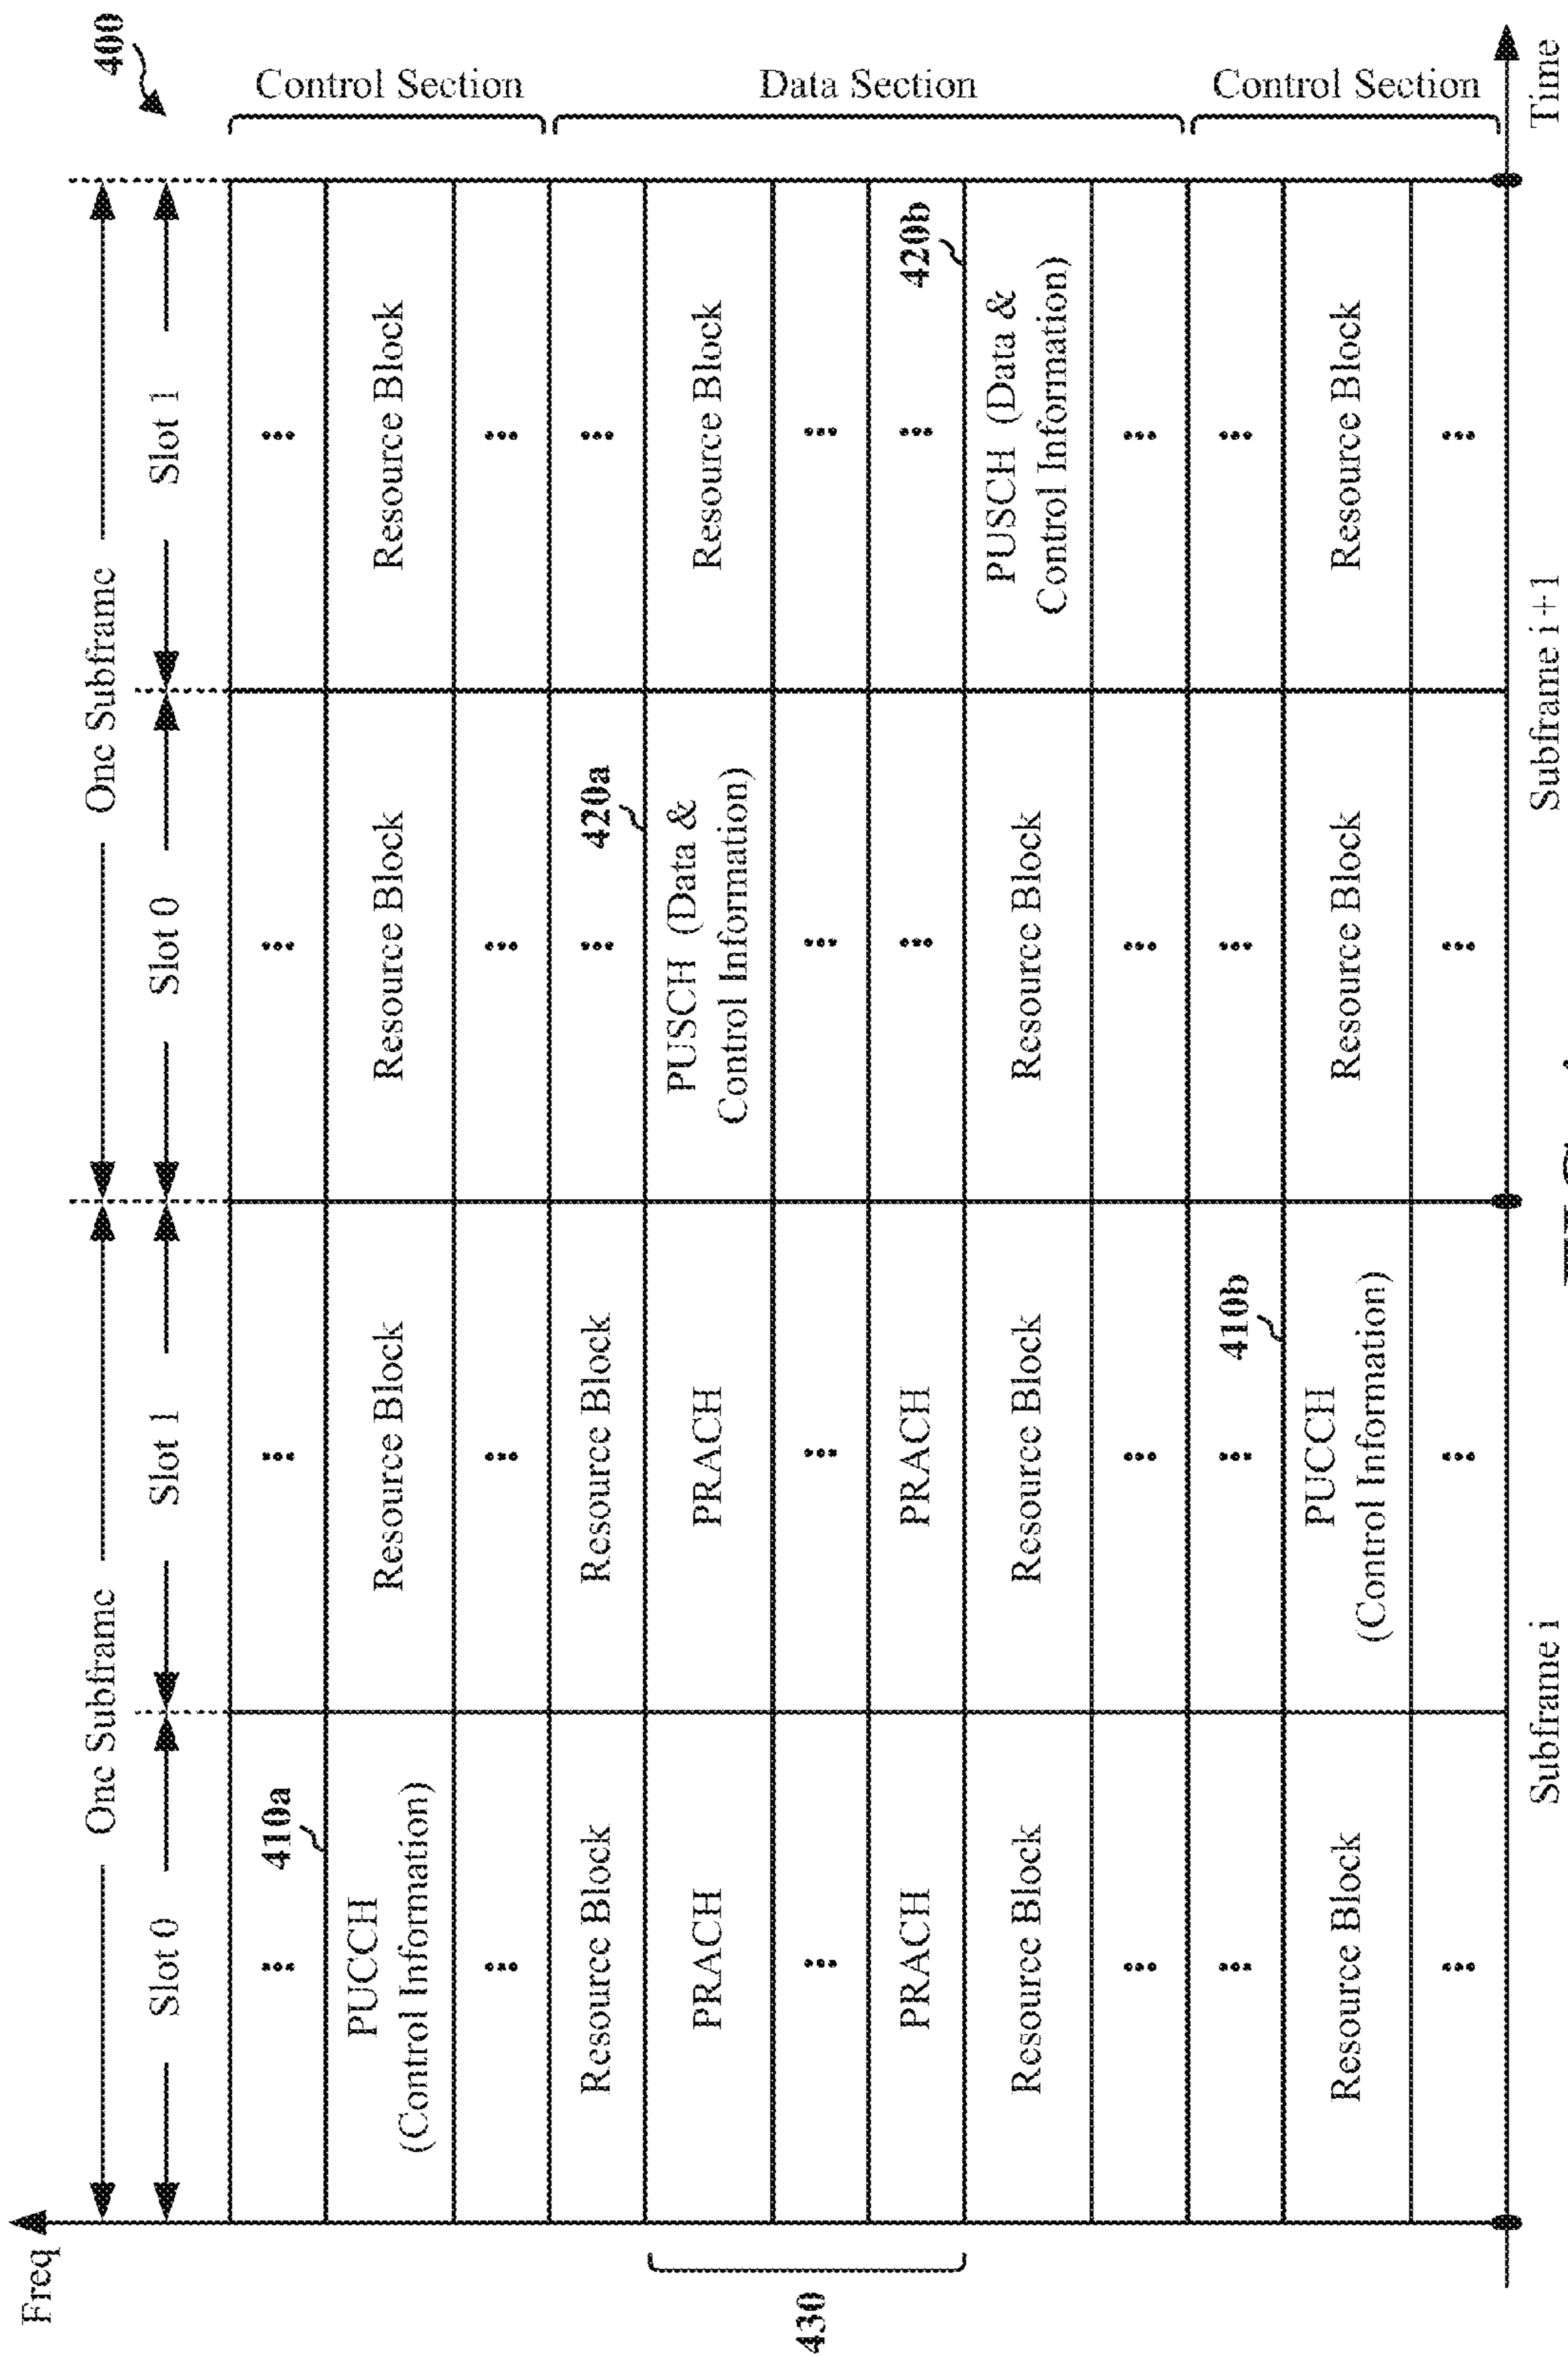 Freq
400
One Subframe One Subframe
Slot 0 Slot 1 Slot 0 Slot 1
Control Section
410a
PUCCH
(Control Information)
Resource Block Resource Block Resource Block
Data Section
Resource Block Resource Block
420a
430
PRACH PRACH
PUSCH (Data &
Control Information)
Resource Block
PRACH PRACH
420b
Resource Block Resource Block Resource Block
PUSCH (Data &
Control Information)
Control Section
410b
Resource Block
PUCCH
(Control Information)
Resource Block Resource Block
Subframe i Subframe i +1
Time